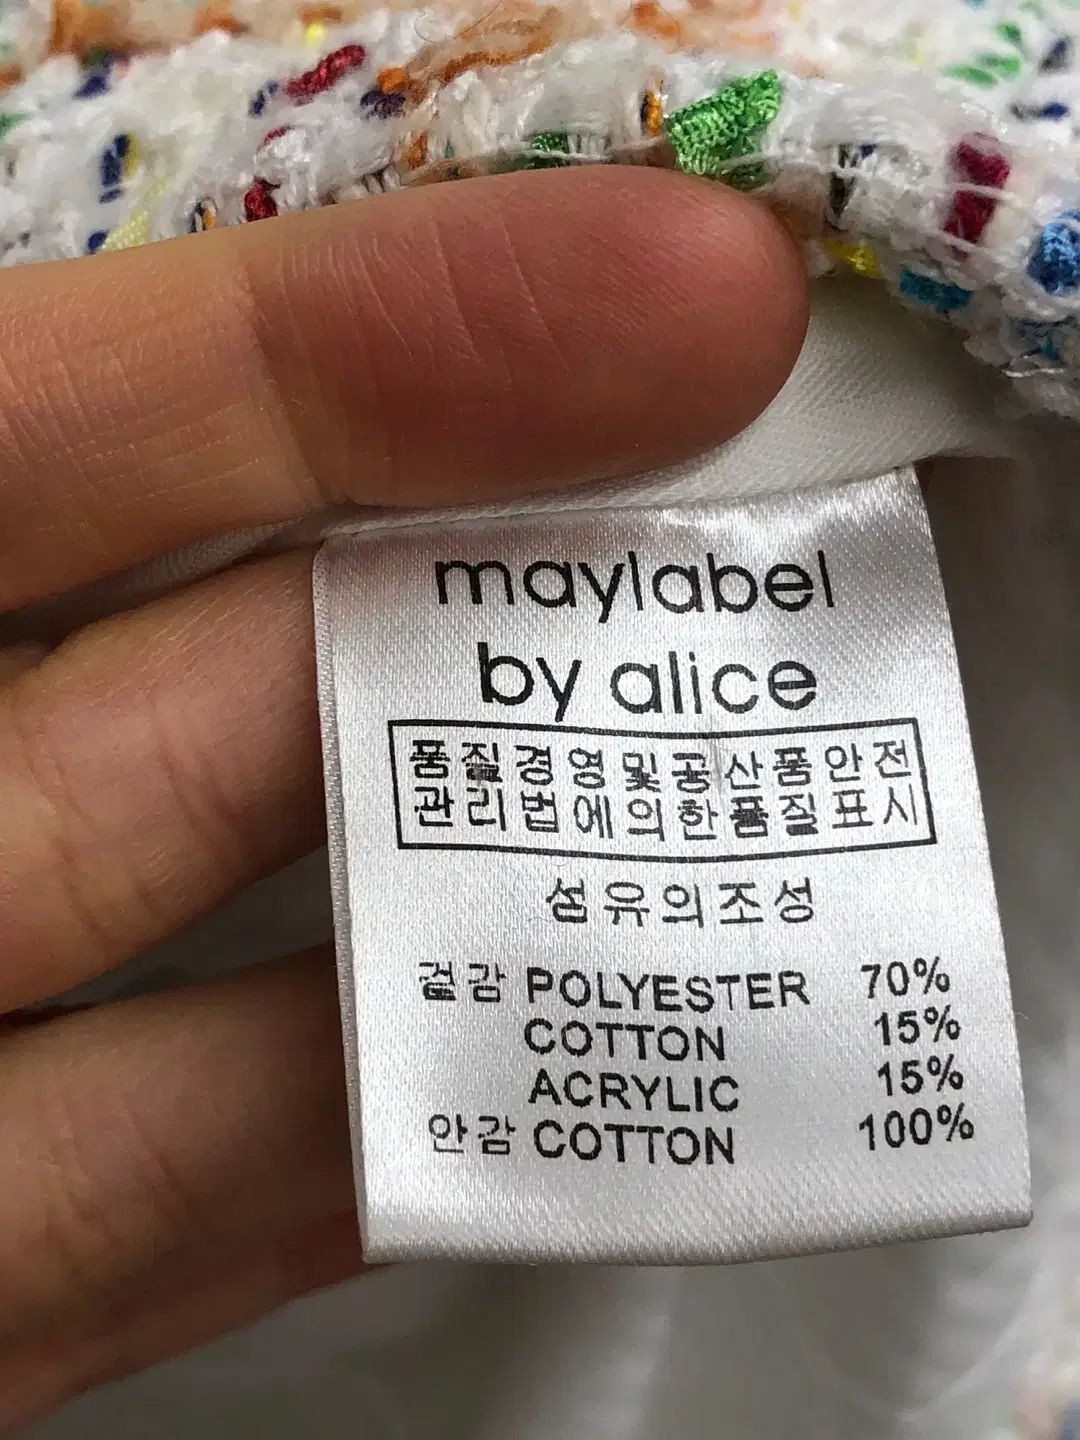 maylabel
by alice
품질경영및공산품안전
관리법에의한품질표시
섬유의조성
겉감 POLYESTER 70%
COTTON 15%
ACRYLIC 15%
안감 COTTON 100%